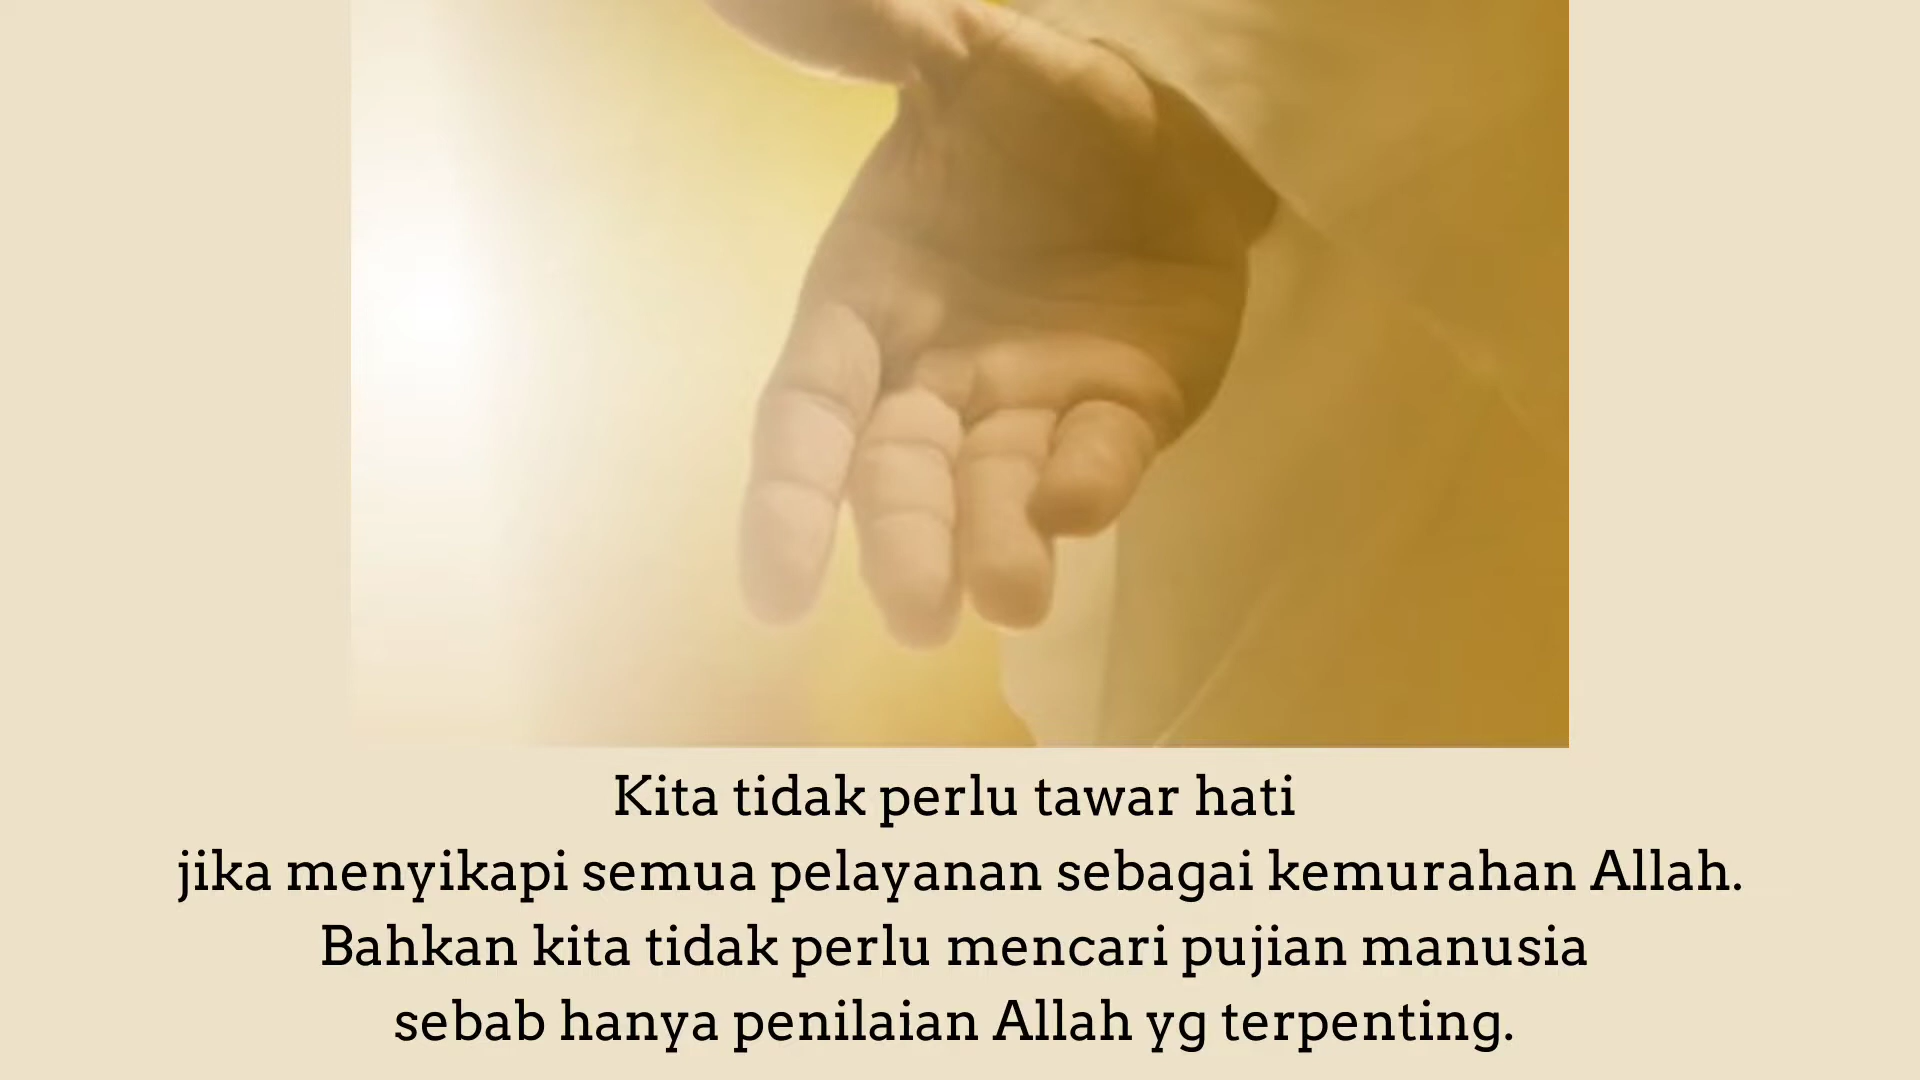 Kita tidak perlu tawar hati
jika menyikapi semua pelayanan sebagai kemurahan Allah.
Bahkan kita tidak perlu mencari pujian manusia
sebab hanya penilaian Allah yg terpenting.